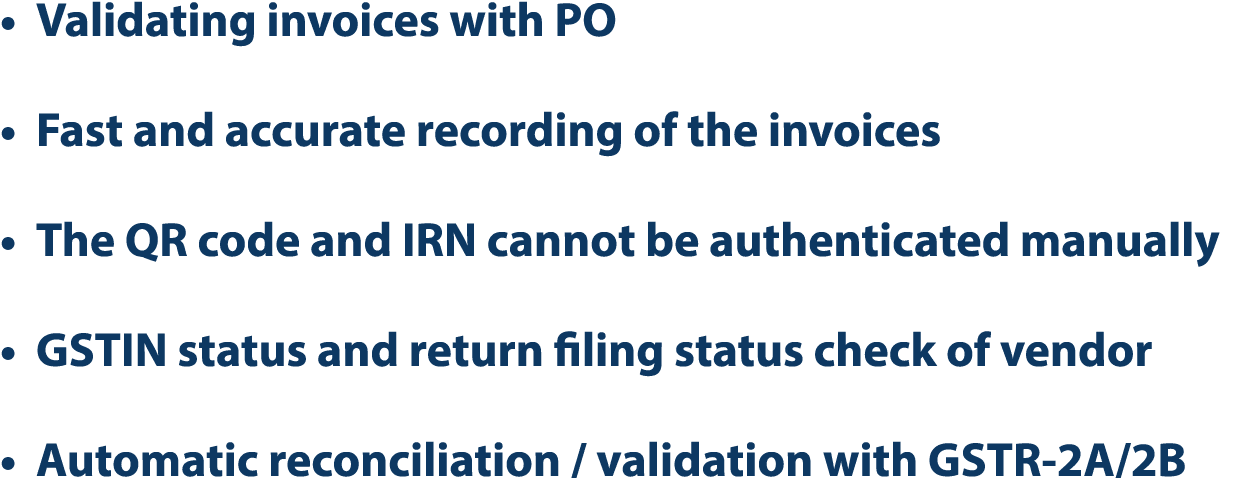 • Validating invoices with PO
• Fast and accurate recording of the invoices
• The QR code and IRN cannot be authenticated manually
• GSTIN status and return filing status check of vendor
• Automatic reconciliation / validation with GSTR-2A/2B